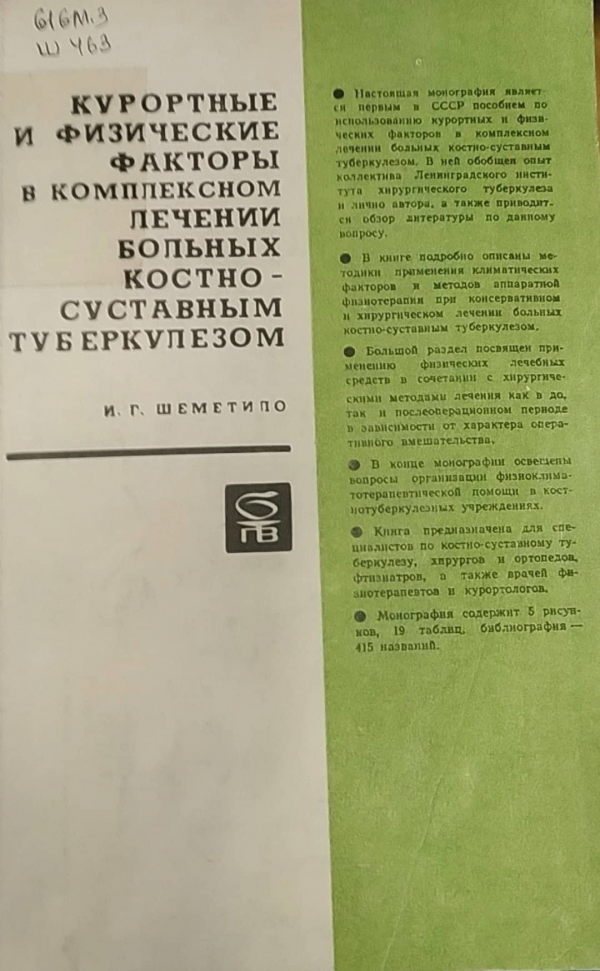 616М.3
Ш 463
КУРОРТНЫЕ
И ФИЗИЧЕСКИЕ
ФАКТОРЫ
В КОМПЛЕКСНОМ
ЛЕЧЕНИИ
БОЛЬНЫХ
КОСТНО-
СУСТАВНЫМ
ТУБЕРКУЛЕЗОМ
И. Г. ШЕМЕТИЛО
БПВ
● Настоящая монография являет-
ся первым в СССР пособием по
использованию курортных и физи-
ческих факторов в комплексном
лечении больных костно-суставным
туберкулезом. В ней обобщен опыт
коллектива Ленинградского инсти-
тута хирургического туберкулеза
и лично автора, а также приводит-
ся обзор литературы по данному
вопросу.
● В книге подробно описаны ме-
тодики применения климатических
факторов и методов аппаратной
физиотерапии при консервативном
и хирургическом лечении больных
костно-суставным туберкулезом.
● Большой раздел посвящен при-
менению физических лечебных
средств в сочетании с хирургиче-
скими методами лечения как в до,
так и послеоперационном периоде
в зависимости от характера опера-
тивного вмешательства.
● В конце монографии освещены
вопросы организации физиоклима-
тотерапевтической помощи в кост-
нотуберкулезных учреждениях.
● Книга предназначена для спе-
циалистов по костно-суставному ту-
беркулезу, хирургов и ортопедов,
фтизиатров, а также врачей фи-
зиотерапевтов и курортологов.
● Монография содержит 5 рисун-
ков, 19 таблиц, библиография —
415 названий.